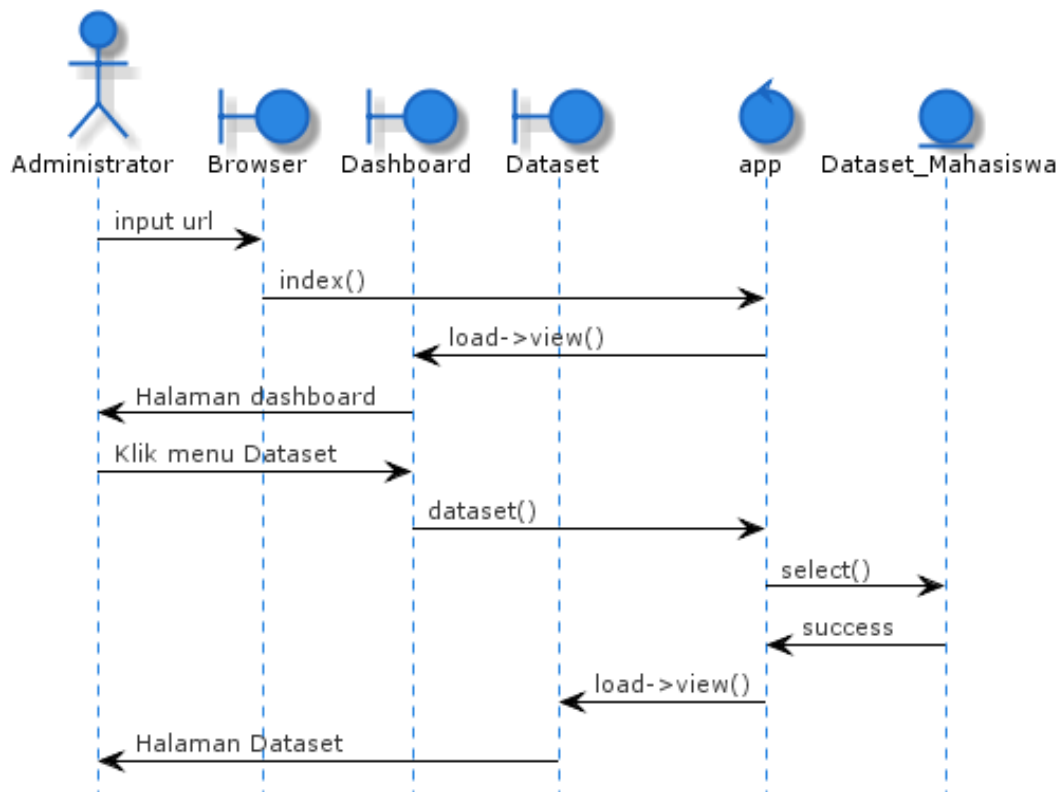 Administrator Browser Dashboard Dataset app Dataset_Mahasiswa
input url
index()
load->view()
Halaman dashboard
Klik menu Dataset
dataset()
select()
success
load->view()
Halaman Dataset